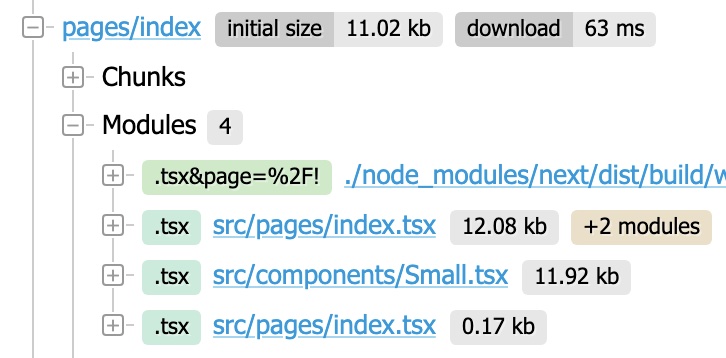 pages/index initial size 11.02 kb download 63 ms
Chunks
Modules 4
.tsx&page=%2F! ./node_modules/next/dist/build/w
.tsx src/pages/index.tsx 12.08 kb +2 modules
.tsx src/components/Small.tsx 11.92 kb
.tsx src/pages/index.tsx 0.17 kb